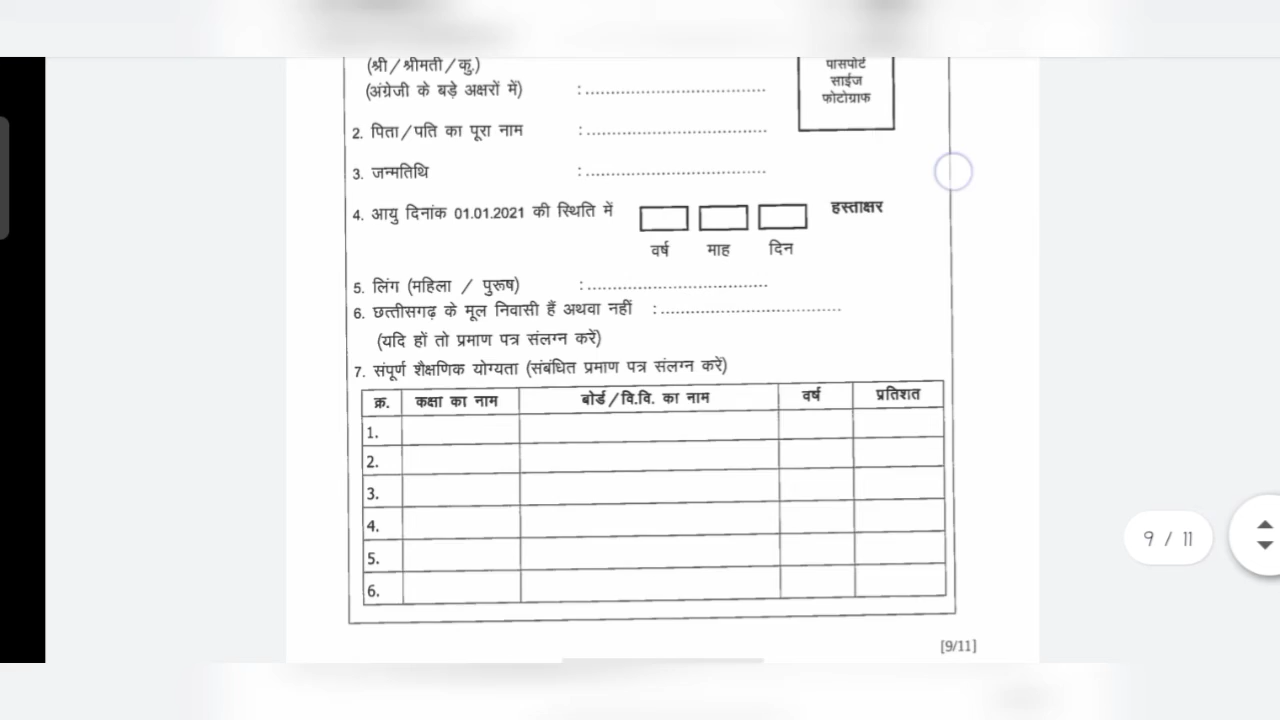 (श्री/श्रीमती/कु.)
(अंग्रेजी के बड़े अक्षरों में) :....................................
पासपोर्ट
साईज
फोटोग्राफ
2. पिता/पति का पूरा नाम :.....................................
3. जन्मतिथि :....................................
4. आयु दिनांक 01.01.2021 की स्थिति में
हस्ताक्षर
वर्ष माह दिन
5. लिंग (महिला / पुरूष) :....................................
6. छत्तीसगढ़ के मूल निवासी हैं अथवा नहीं :....................................
(यदि हों तो प्रमाण पत्र संलग्न करें)
7. संपूर्ण शैक्षणिक योग्यता (संबंधित प्रमाण पत्र संलग्न करें)
क्र. कक्षा का नाम बोर्ड/वि.वि. का नाम वर्ष प्रतिशत
1.
2.
3.
4.
5.
6.
9 / 11
[9/11]